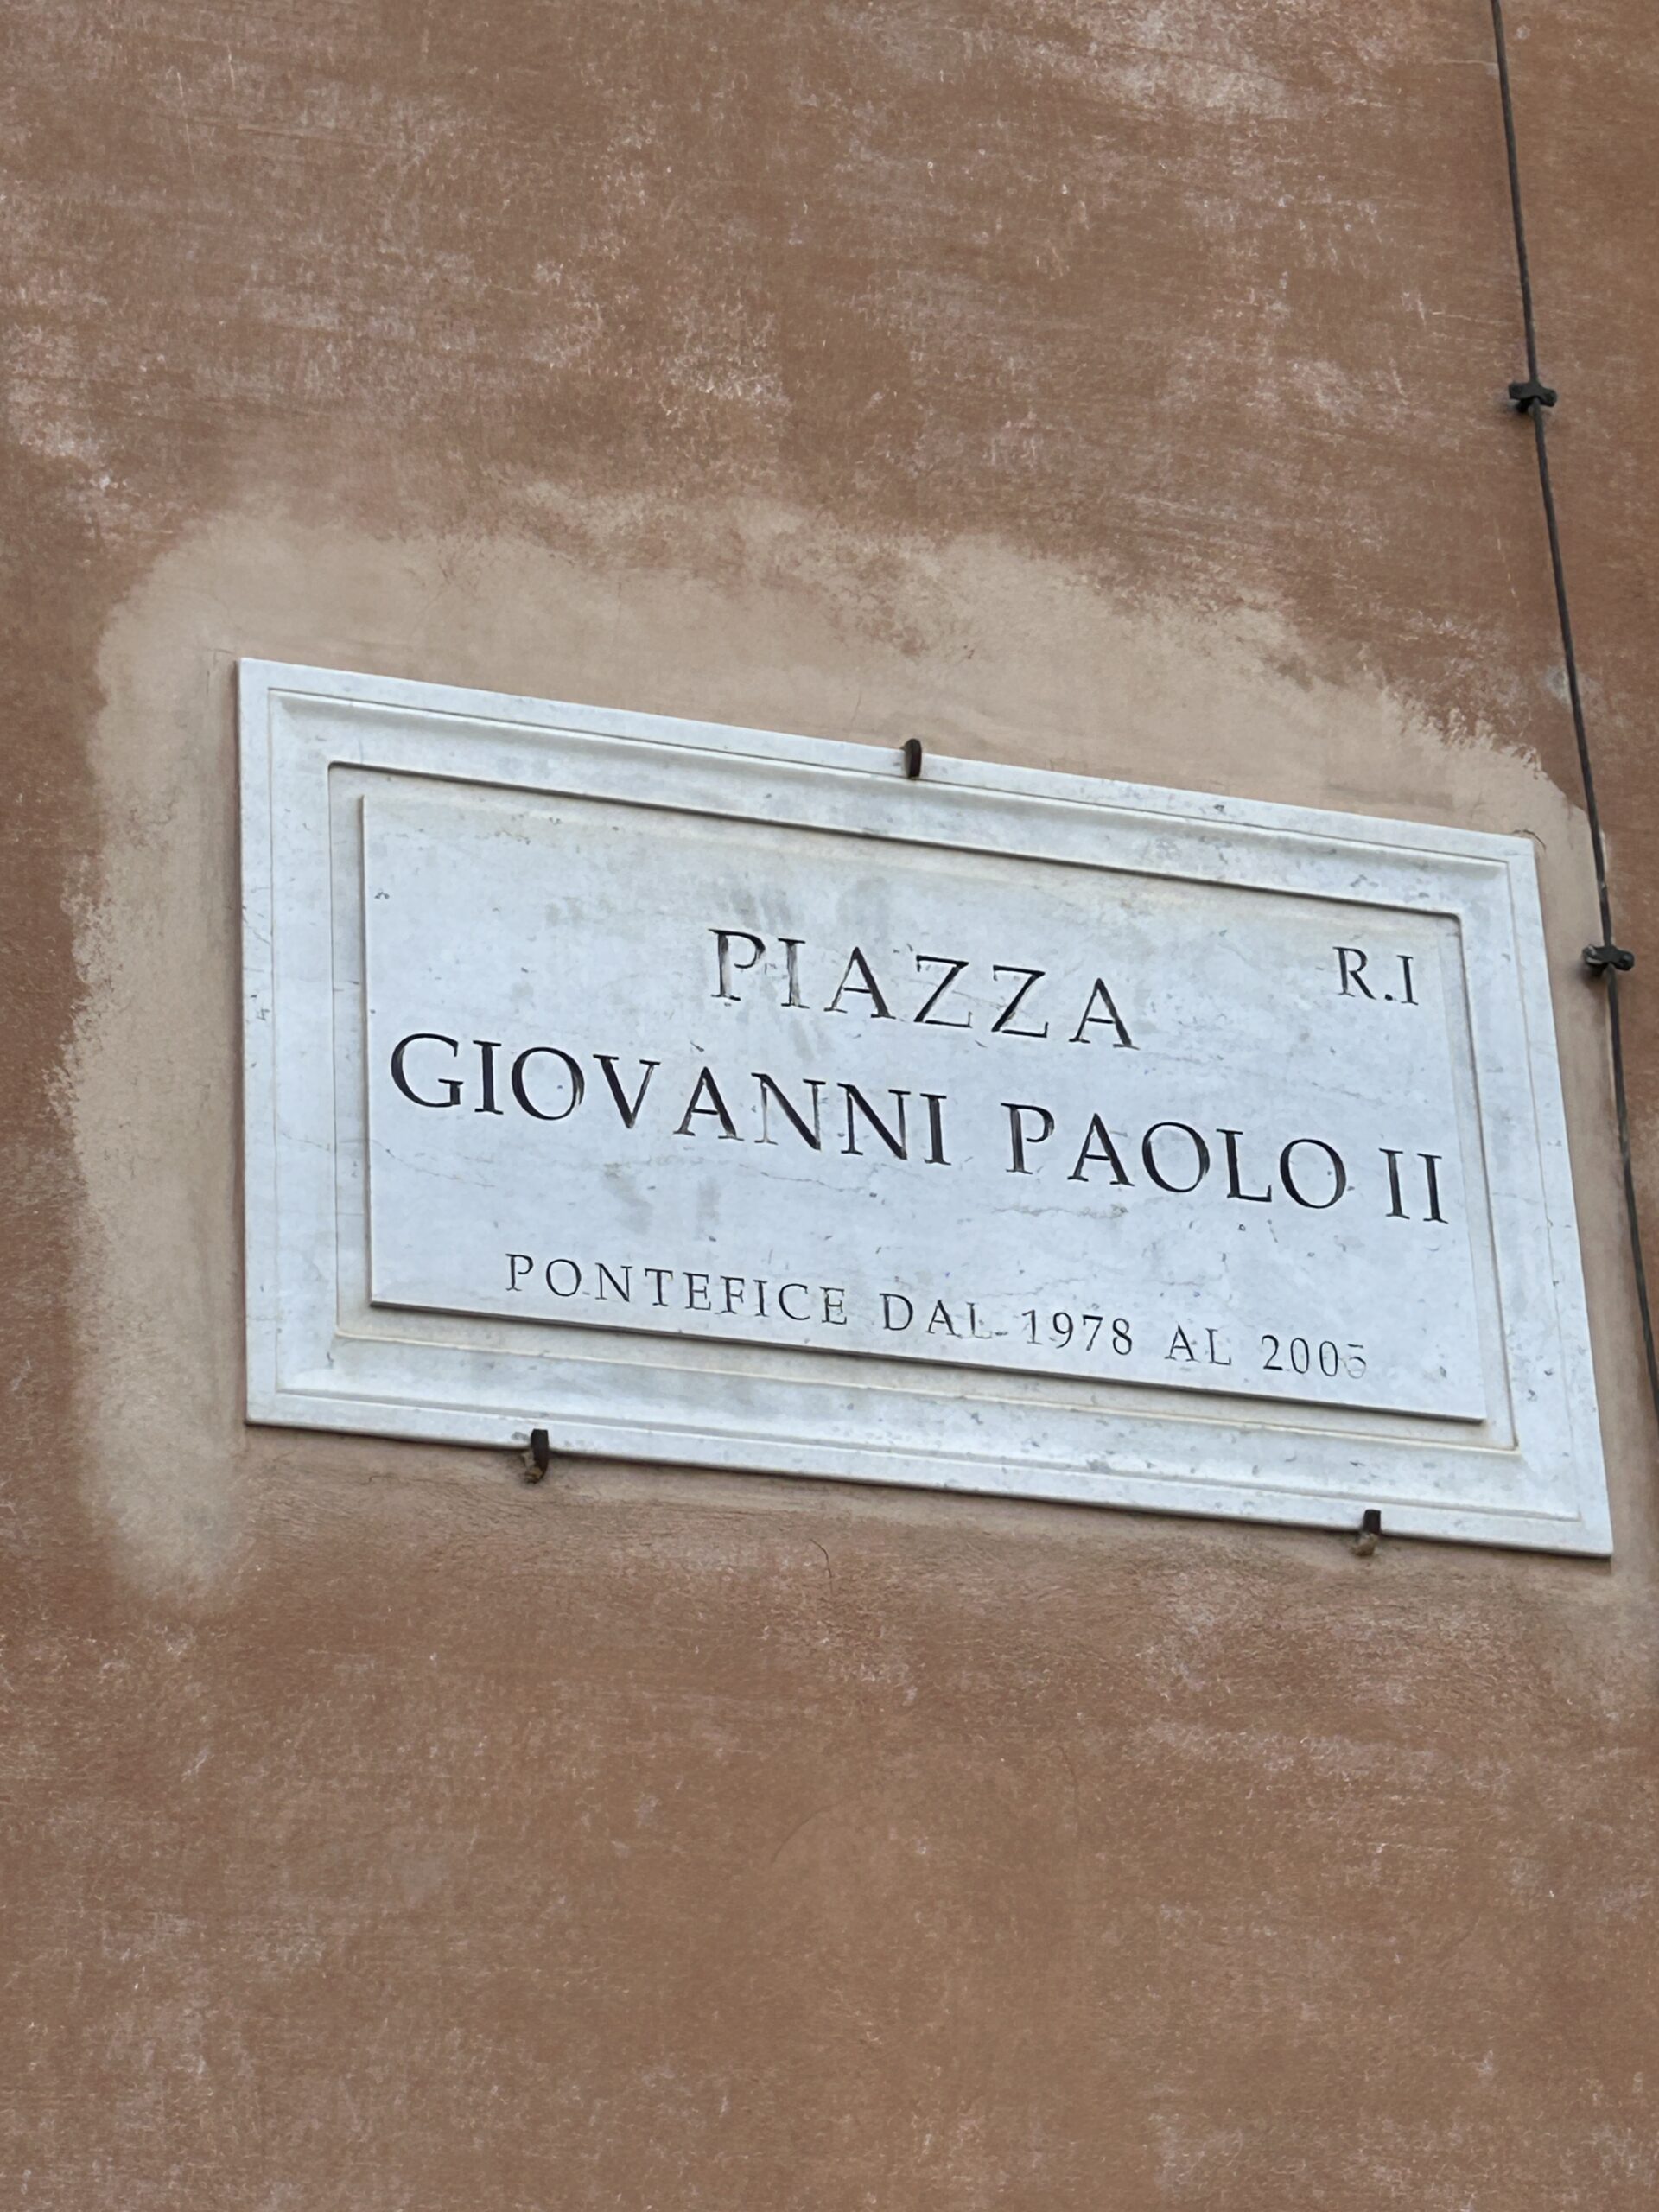 PIAZZA R.I
GIOVANNI PAOLO II
PONTEFICE DAL 1978 AL 2005